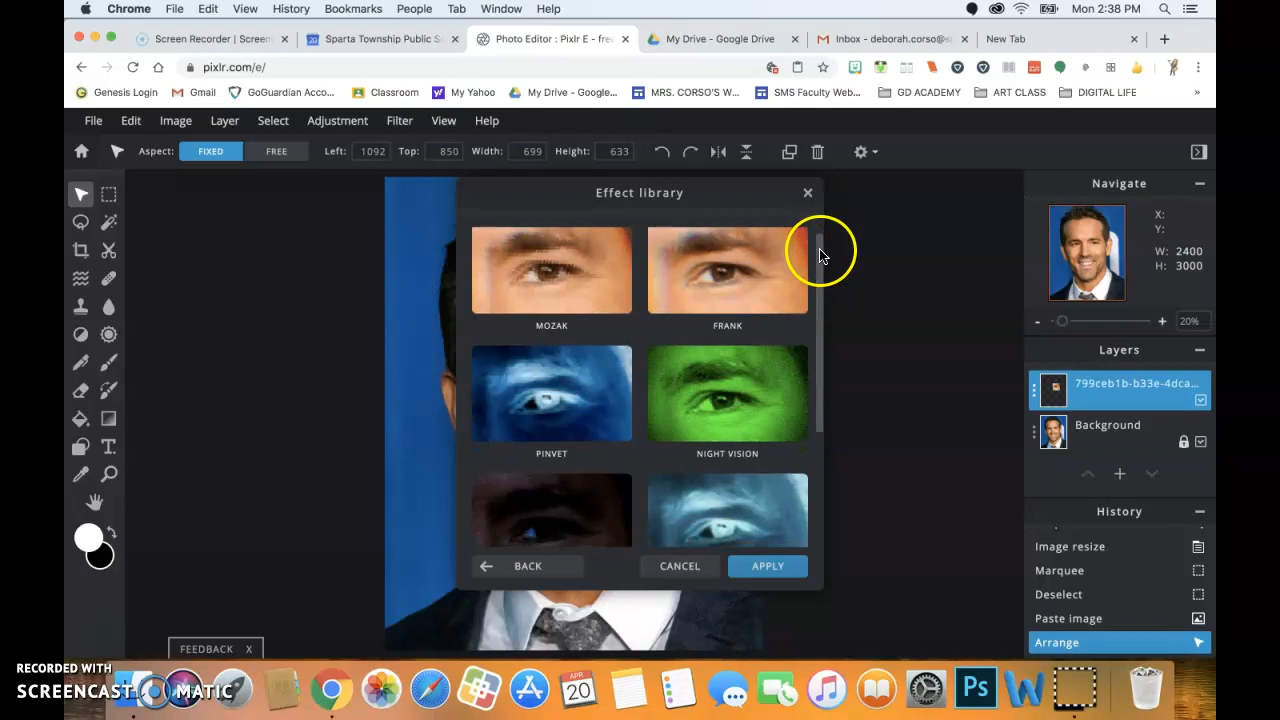 Chrome File Edit View History Bookmarks People Tab Window Help Mon 2:38 PM
Screen Recorder | Screen Sparta Township Public S Photo Editor : Pixlr E - free My Drive - Google Drive Inbox - deborah.corso@s New Tab
pixlr.com/e/
Genesis Login Gmail GoGuardian Acco... Classroom My Yahoo My Drive - Google... MRS. CORSO'S W... SMS Faculty Web... GD ACADEMY ART CLASS DIGITAL LIFE »
File Edit Image Layer Select Adjustment Filter View Help
Aspect: FIXED FREE Left: 1092 Top: 850 Width: 699 Height: 633
Effect library
MOZAK FRANK
PINVET NIGHT VISION
BACK CANCEL APPLY
Navigate
X:
Y:
W: 2400
H: 3000
- + 20%
Layers
799ceb1b-b33e-4dca...
Background
History
Image resize
Marquee
Deselect
Paste image
Arrange
FEEDBACK X
RECORDED WITH
SCREENCAST MATIC
APR
20
Ps